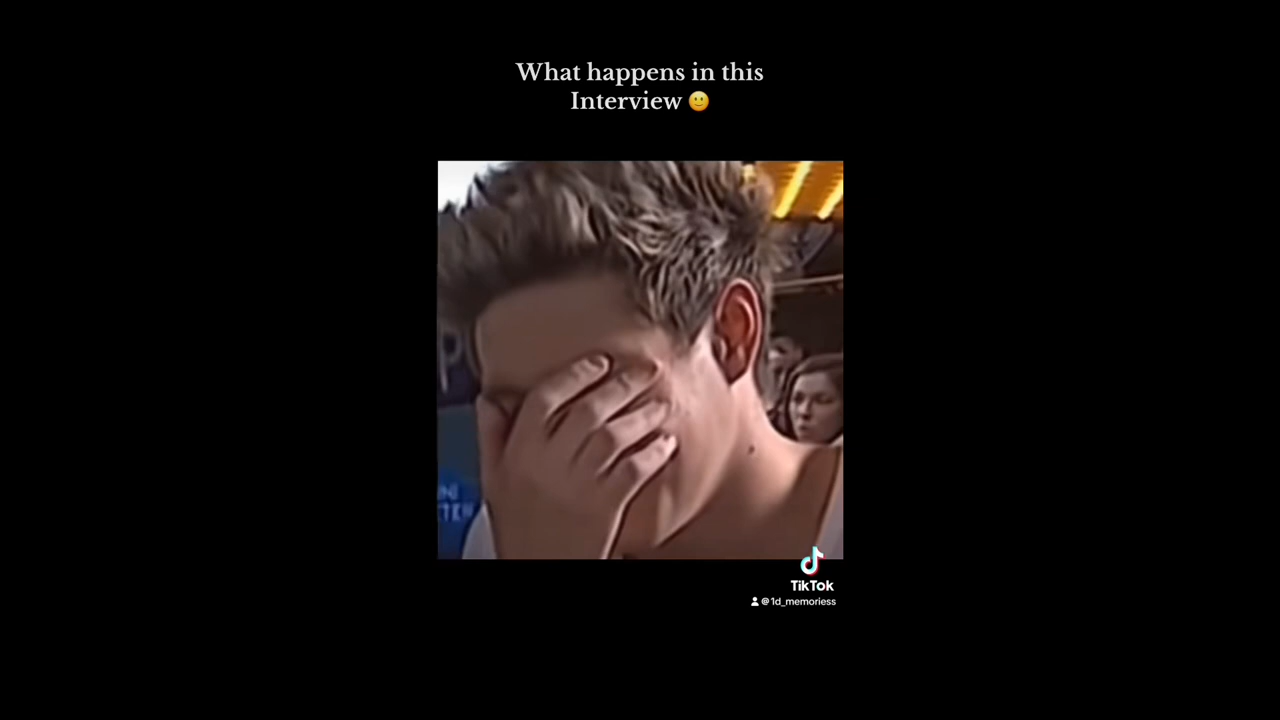 What happens in this
Interview 🙂
TikTok
@1d_memoriess